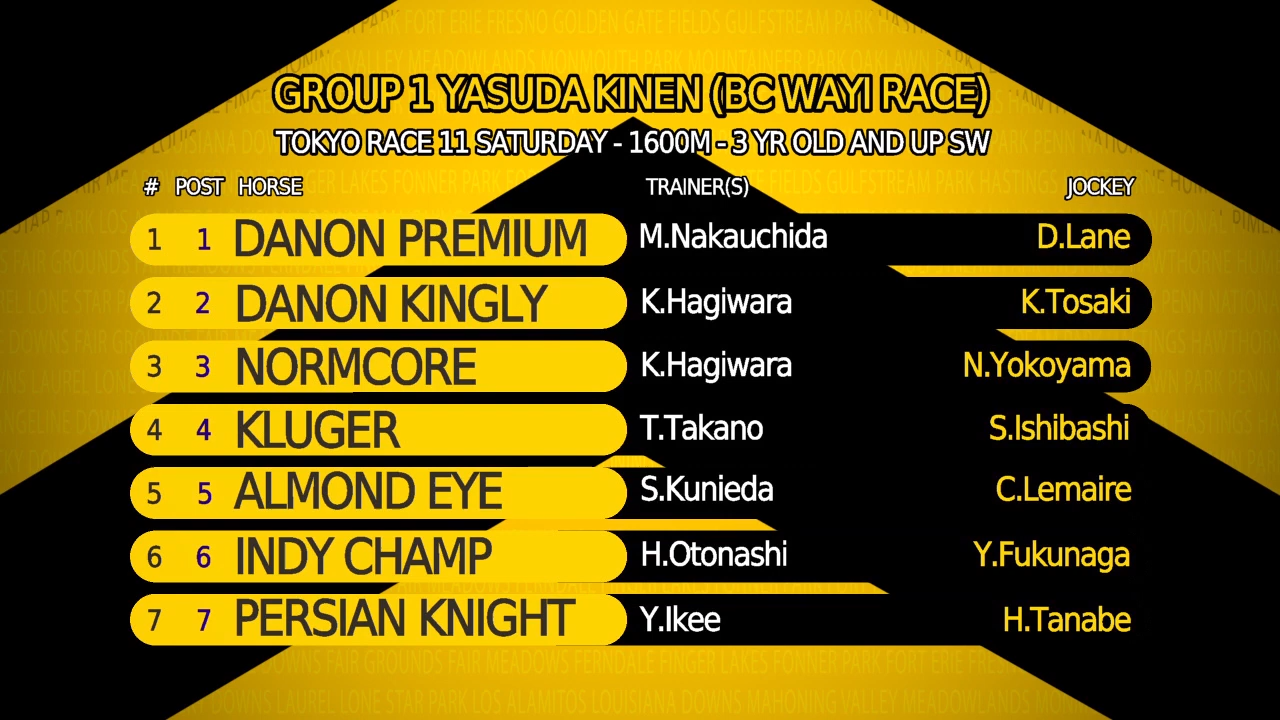 GROUP 1 YASUDA KINEN (BC WAYI RACE)
TOKYO RACE 11 SATURDAY - 1600M - 3 YR OLD AND UP SW
# POST HORSE TRAINER(S) JOCKEY
1 1 DANON PREMIUM M.Nakauchida D.Lane
2 2 DANON KINGLY K.Hagiwara K.Tosaki
3 3 NORMCORE K.Hagiwara N.Yokoyama
4 4 KLUGER T.Takano S.Ishibashi
5 5 ALMOND EYE S.Kunieda C.Lemaire
6 6 INDY CHAMP H.Otonashi Y.Fukunaga
7 7 PERSIAN KNIGHT Y.Ikee H.Tanabe